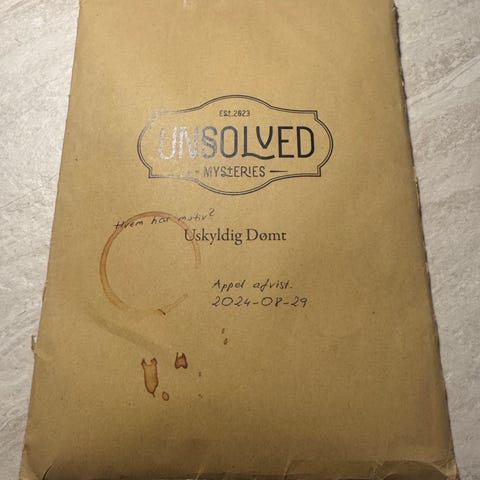 EST. 2023
UNSOLVED
MYSTERIES
Hvem har motiv?
Uskyldig Dømt
Appel afvist.
2024-08-29